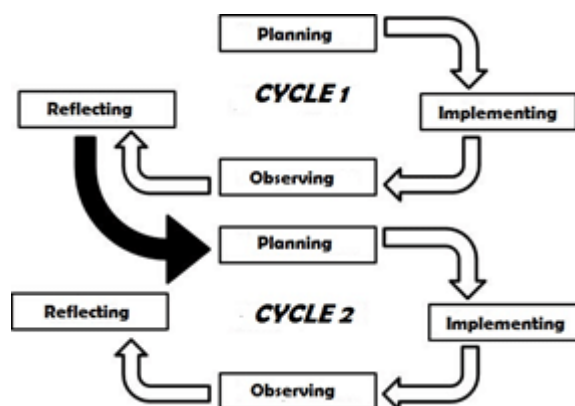 Planning
CYCLE 1
Reflecting
Implementing
Observing
Planning
Reflecting
CYCLE 2
Implementing
Observing